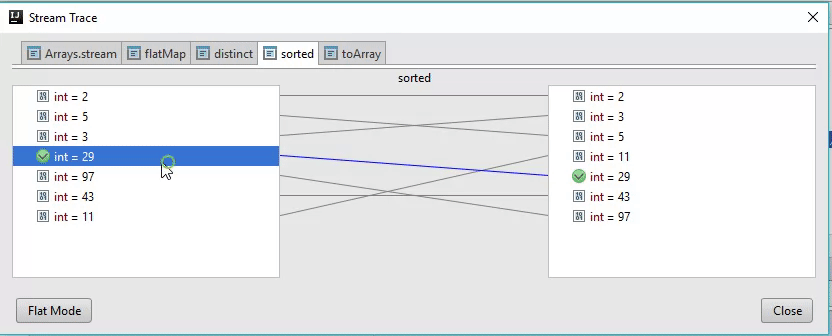 IJ Stream Trace
Arrays.stream flatMap distinct sorted toArray
sorted
int = 2
int = 5
int = 3
int = 29
int = 97
int = 43
int = 11
int = 2
int = 3
int = 5
int = 11
int = 29
int = 43
int = 97
Flat Mode
Close